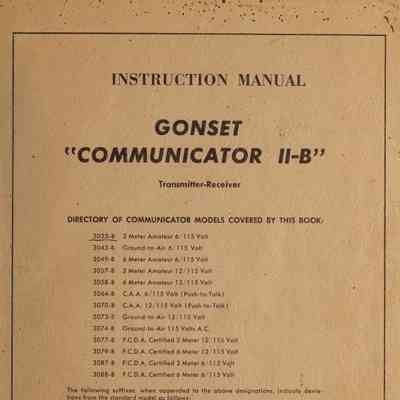 INSTRUCTION MANUAL
GONSET
"COMMUNICATOR II-B"
Transmitter-Receiver
DIRECTORY OF COMMUNICATOR MODELS COVERED BY THIS BOOK:
3025-B 2 Meter Amateur 6/115 Volt
3042-B Ground-to-Air 6/115 Volt
3049-B 6 Meter Amateur 6/115 Volt
3057-B 2 Meter Amateur 12/115 Volt
3058-B 6 Meter Amateur 12/115 Volt
3064-B C.A.A. 6/115 Volt (Push-to-Talk)
3070-B C.A.A. 12/115 Volt (Push-to-Talk)
3073-B Ground-to-Air 12/115 Volt
3074-B Ground-to-Air 115 Volts A.C.
3077-B F.C.D.A. Certified 2 Meter 12/115 Volt
3079-B F.C.D.A. Certified 6 Meter 12/115 Volt
3087-B F.C.D.A. Certified 2 Meter 6/115 Volt
3088-B F.C.D.A. Certified 6 Meter 6/115 Volt
The following suffixes when appended to the above designations, indicate devia-
tions from the standard model as follows: